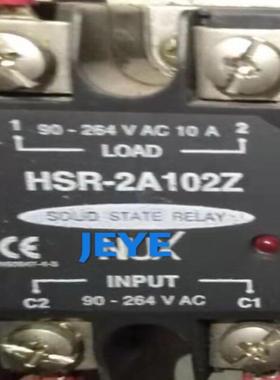 1 90 - 264 V AC 10 A 2
LOAD
HSR-2A102Z
SOLID STATE RELAY
JEYE
CE
INPUT
C2 90 - 264 V AC C1